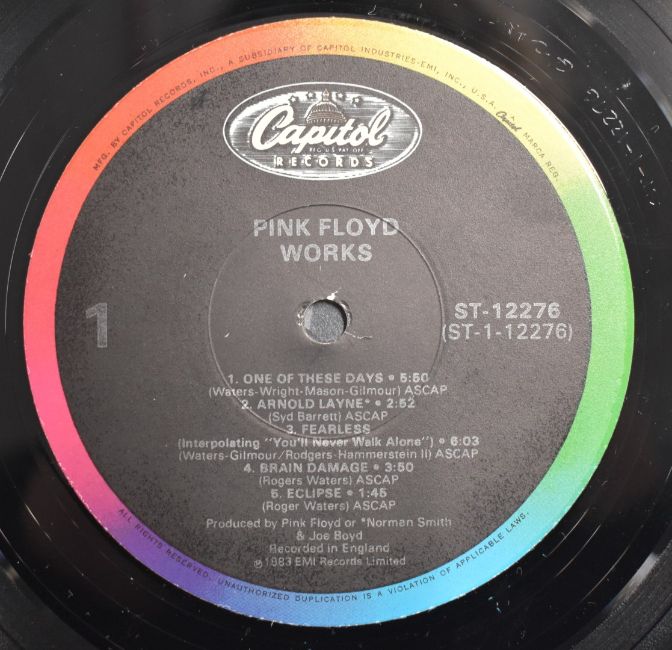 MFG. BY CAPITOL RECORDS, INC., A SUBSIDIARY OF CAPITOL INDUSTRIES-EMI, INC., U.S.A.
Capitol MARCA REG.
Capitol
REG. U.S. PAT. OFF.
RECORDS
PINK FLOYD
WORKS
1
ST-12276
(ST-1-12276)
1. ONE OF THESE DAYS • 5:50
(Waters-Wright-Mason-Gilmour) ASCAP
2. ARNOLD LAYNE* • 2:52
(Syd Barrett) ASCAP
3. FEARLESS
(Interpolating "You'll Never Walk Alone") • 6:03
(Waters-Gilmour/Rodgers-Hammerstein II) ASCAP
4. BRAIN DAMAGE • 3:50
(Rogers Waters) ASCAP
5. ECLIPSE • 1:45
(Roger Waters) ASCAP
Produced by Pink Floyd or *Norman Smith
& Joe Boyd
Recorded in England
℗1983 EMI Records Limited
ALL RIGHTS RESERVED. UNAUTHORIZED DUPLICATION IS A VIOLATION OF APPLICABLE LAWS.